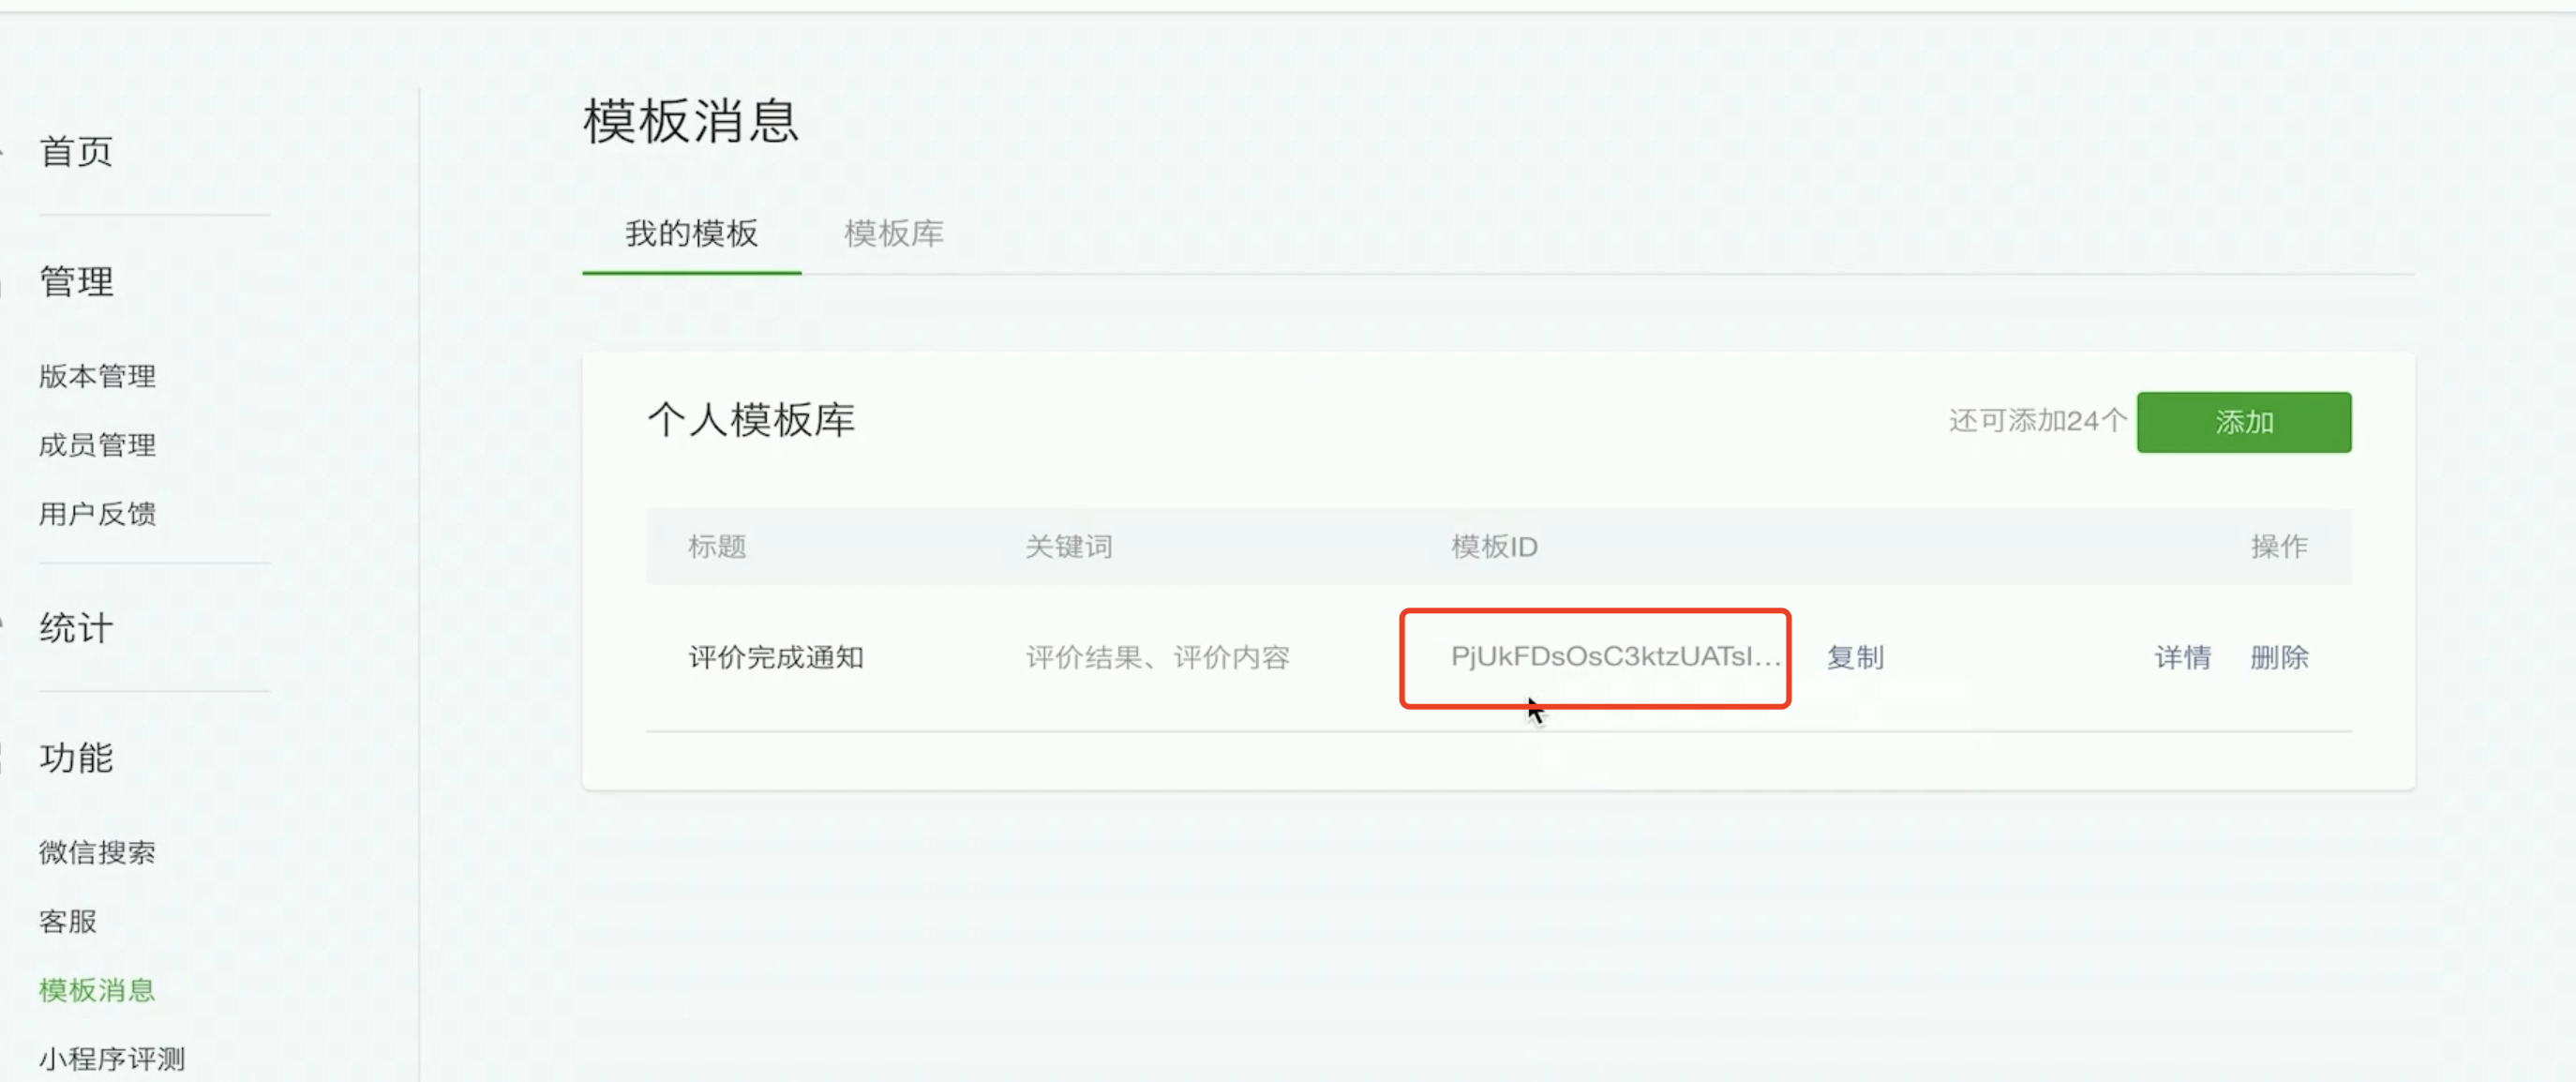 模板消息
首页
我的模板
模板库
管理
版本管理
个人模板库
还可添加24个
添加
成员管理
用户反馈
标题
关键词
模板ID
操作
统计
评价完成通知
评价结果、评价内容
PjUkFDsOsC3ktzUATsI...
复制
详情
删除
功能
微信搜索
客服
模板消息
小程序评测